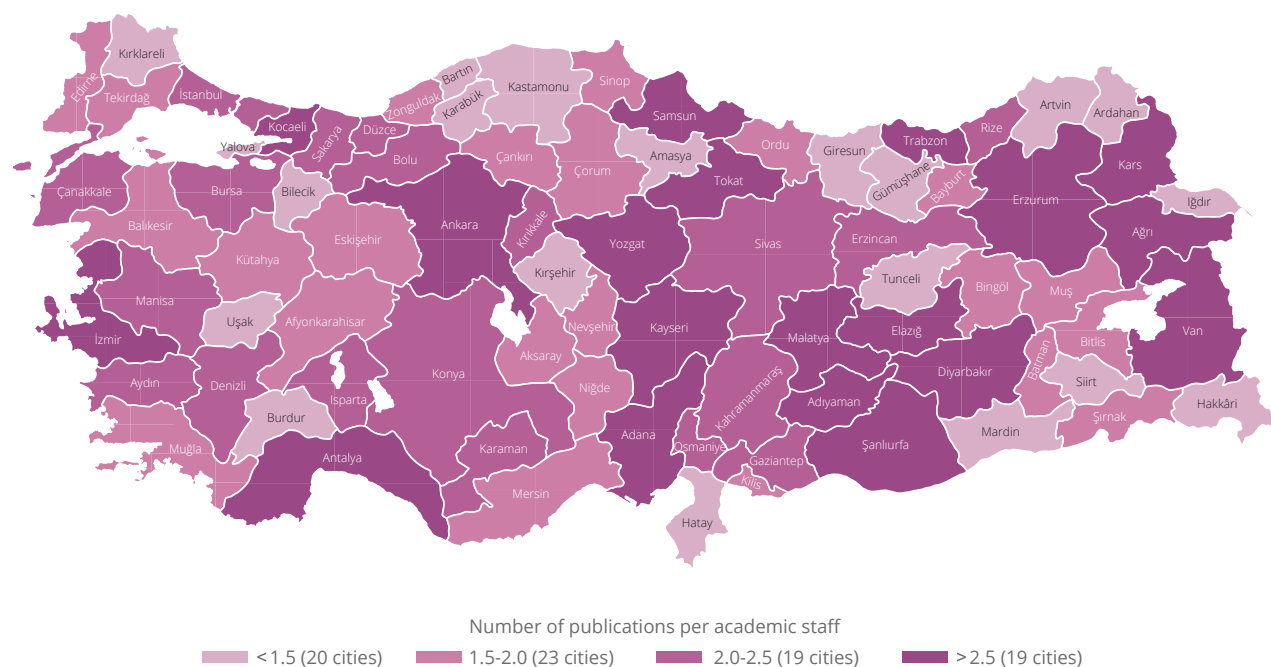 Kırklareli
Edirne
Tekirdağ
İstanbul
Kocaeli
Yalova
Sakarya
Düzce
Zonguldak
Bartın
Karabük
Kastamonu
Sinop
Samsun
Bolu
Çankırı
Çorum
Amasya
Tokat
Ordu
Giresun
Gümüşhane
Trabzon
Bayburt
Rize
Artvin
Ardahan
Kars
Iğdır
Çanakkale
Balıkesir
Bursa
Bilecik
Kütahya
Eskişehir
Ankara
Kırıkkale
Yozgat
Sivas
Erzincan
Erzurum
Ağrı
Kırşehir
Tunceli
Bingöl
Muş
Manisa
Uşak
Afyonkarahisar
İzmir
Nevşehir
Kayseri
Malatya
Elazığ
Bitlis
Van
Aksaray
Konya
Aydın
Denizli
Isparta
Niğde
Kahramanmaraş
Diyarbakır
Batman
Siirt
Hakkâri
Burdur
Adıyaman
Şırnak
Mardin
Muğla
Antalya
Karaman
Adana
Osmaniye
Gaziantep
Şanlıurfa
Kilis
Mersin
Hatay
Number of publications per academic staff
<1.5 (20 cities)
1.5-2.0 (23 cities)
2.0-2.5 (19 cities)
>2.5 (19 cities)